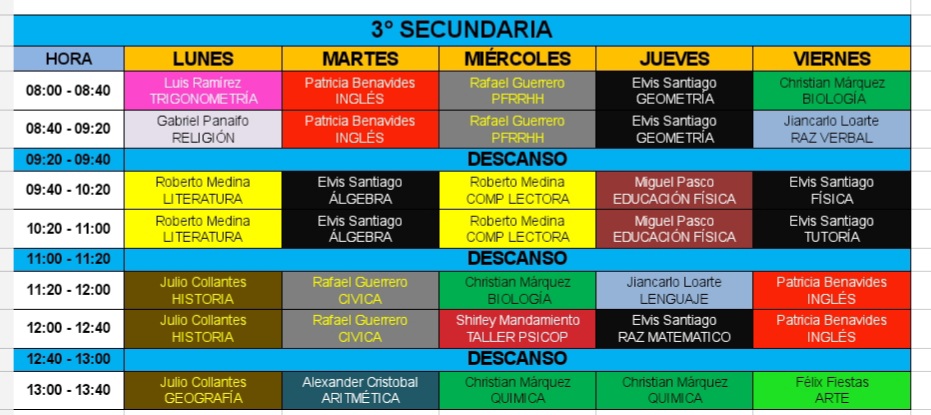 3° SECUNDARIA
HORA LUNES MARTES MIÉRCOLES JUEVES VIERNES
08:00 - 08:40 Luis Ramírez Patricia Benavides Rafael Guerrero Elvis Santiago Christian Márquez
TRIGONOMETRÍA INGLÉS PFRRHH GEOMETRÍA BIOLOGÍA
08:40 - 09:20 Gabriel Panaifo Patricia Benavides Rafael Guerrero Elvis Santiago Jiancarlo Loarte
RELIGIÓN INGLÉS PFRRHH GEOMETRÍA RAZ VERBAL
09:20 - 09:40 DESCANSO
09:40 - 10:20 Roberto Medina Elvis Santiago Roberto Medina Miguel Pasco Elvis Santiago
LITERATURA ÁLGEBRA COMP LECTORA EDUCACIÓN FÍSICA FÍSICA
10:20 - 11:00 Roberto Medina Elvis Santiago Roberto Medina Miguel Pasco Elvis Santiago
LITERATURA ÁLGEBRA COMP LECTORA EDUCACIÓN FÍSICA TUTORÍA
11:00 - 11:20 DESCANSO
11:20 - 12:00 Julio Collantes Rafael Guerrero Christian Márquez Jiancarlo Loarte Patricia Benavides
HISTORIA CIVICA BIOLOGÍA LENGUAJE INGLÉS
12:00 - 12:40 Julio Collantes Rafael Guerrero Shirley Mandamiento Elvis Santiago Patricia Benavides
HISTORIA CIVICA TALLER PSICOP RAZ MATEMATICO INGLÉS
12:40 - 13:00 DESCANSO
13:00 - 13:40 Julio Collantes Alexander Cristobal Christian Márquez Christian Márquez Félix Fiestas
GEOGRAFÍA ARITMÉTICA QUIMICA QUIMICA ARTE